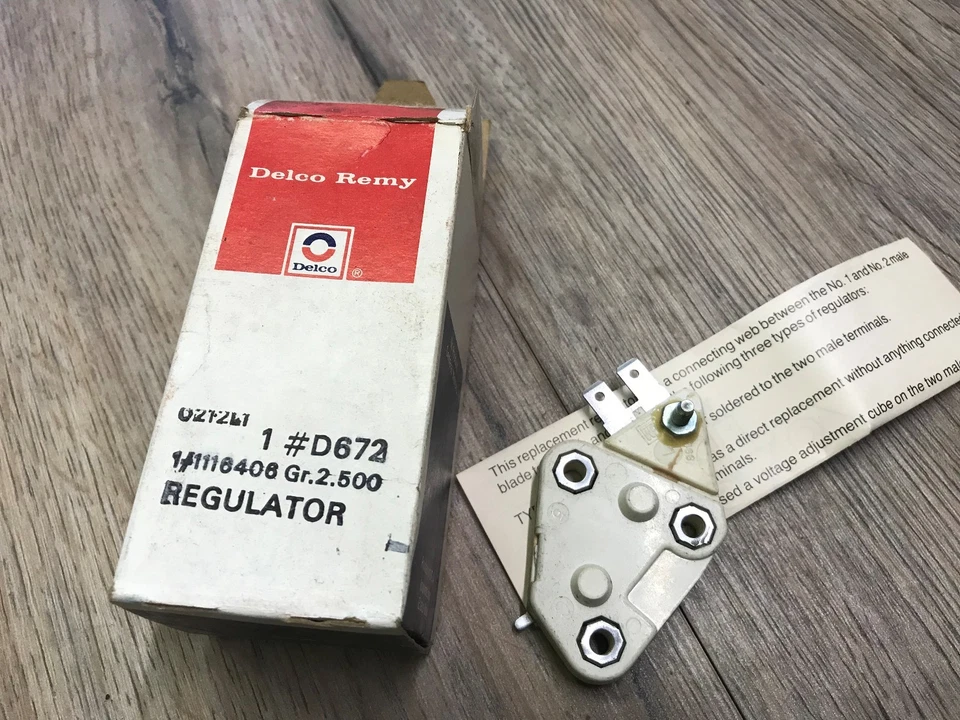 Delco Remy
Delco ®
1 #D672
1#1116406 Gr.2.500
REGULATOR
a connecting web between the No. 1 and No. 2 male
following three types of regulators:
soldered to the two male terminals.
This replacement
as a direct replacement without anything connected
blade
minals.
sed a voltage adjustment cube on the two